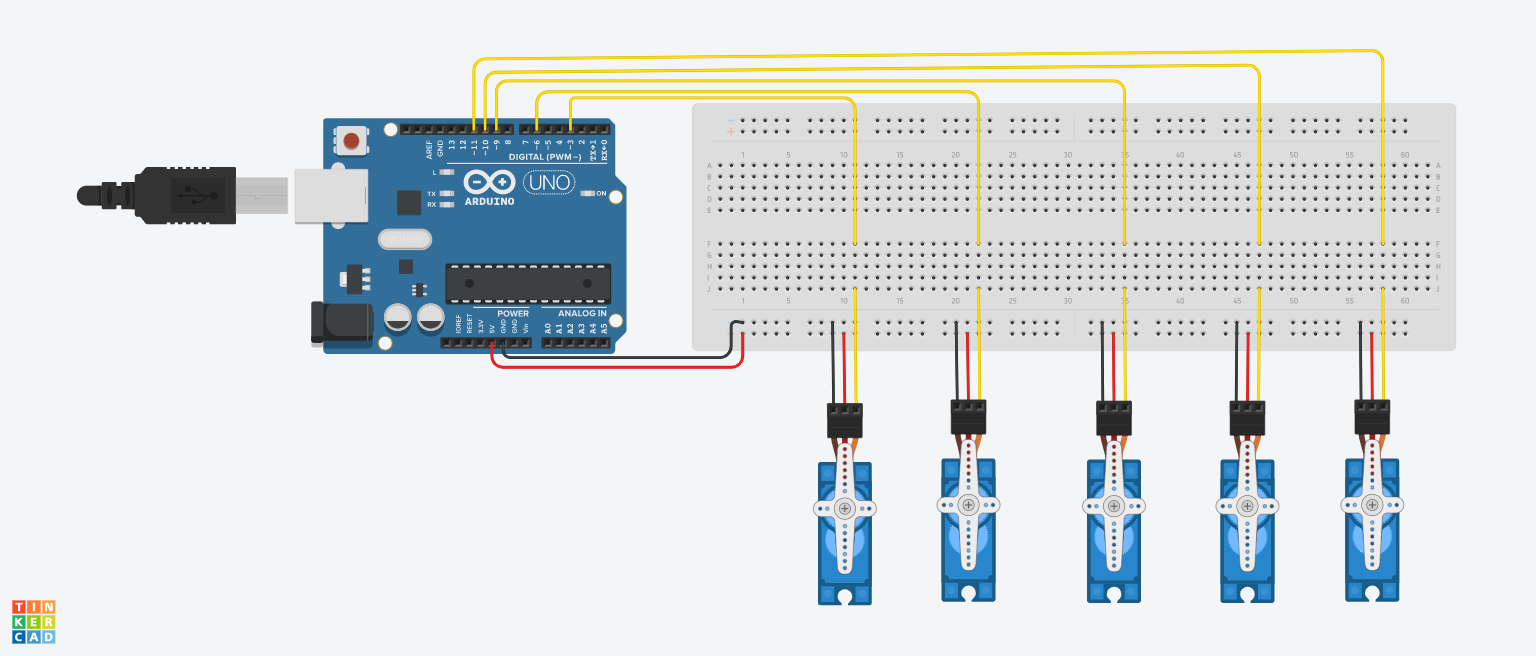 − −
+ +
1 5 10 15 20 25 30 35 40 45 50 55 60
A A
B B
C C
D D
E E
F F
G G
H H
I I
J J
1 5 10 15 20 25 30 35 40 45 50 55 60
AREF
GND
13
12
~11
~10
~9
8
7
~6
~5
4
~3
2
TX→1
RX←0
DIGITAL (PWM~)
L
TX
RX
ARDUINO
UNO
ON
POWER
ANALOG IN
IOREF
RESET
3.3V
5V
GND
GND
Vin
A0
A1
A2
A3
A4
A5
TIN
KER
CAD